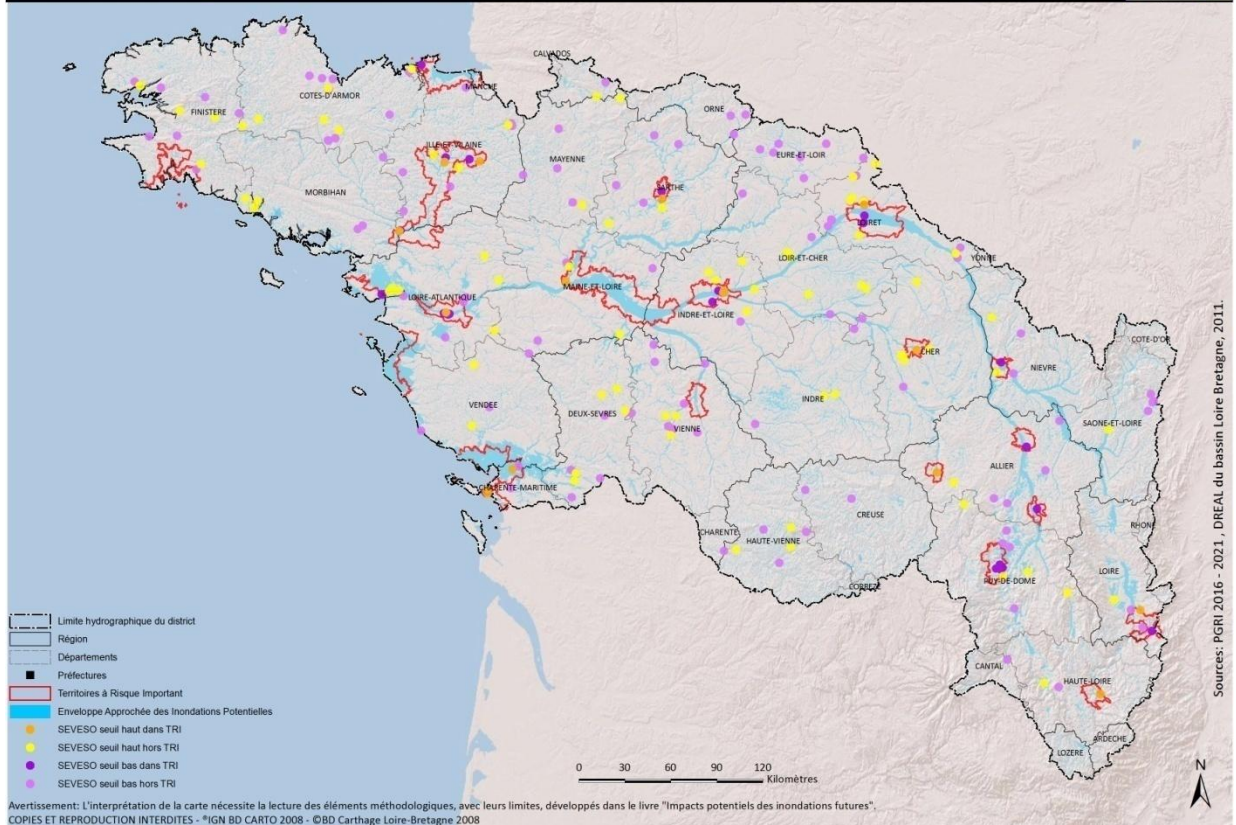 CALVADOS
MANCHE
COTES-D'ARMOR
FINISTERE
ORNE
ILLE-ET-VILAINE
MAYENNE
EURE-ET-LOIR
SARTHE
MORBIHAN
LOIRET
YONNE
LOIR-ET-CHER
MAINE-ET-LOIRE
LOIRE-ATLANTIQUE
INDRE-ET-LOIRE
COTE-D'OR
CHER
NIEVRE
VENDEE
DEUX-SEVRES
INDRE
VIENNE
SAONE-ET-LOIRE
ALLIER
CHARENTE-MARITIME
CREUSE
CHARENTE
HAUTE-VIENNE
RHONE
LOIRE
PUY-DE-DOME
CORREZE
CANTAL
HAUTE-LOIRE
ARDECHE
LOZERE
Limite hydrographique du district
Région
Départements
Préfectures
Territoires à Risque Important
Enveloppe Approchée des Inondations Potentielles
SEVESO seuil haut dans TRI
SEVESO seuil haut hors TRI
SEVESO seuil bas dans TRI
SEVESO seuil bas hors TRI
0 30 60 90 120
Kilomètres
N
Sources: PGRI 2016 - 2021 , DREAL du bassin Loire Bretagne, 2011.
Avertissement: L'interprétation de la carte nécessite la lecture des éléments méthodologiques, avec leurs limites, développés dans le livre "Impacts potentiels des inondations futures".
COPIES ET REPRODUCTION INTERDITES - ®IGN BD CARTO 2008 - ©BD Carthage Loire-Bretagne 2008